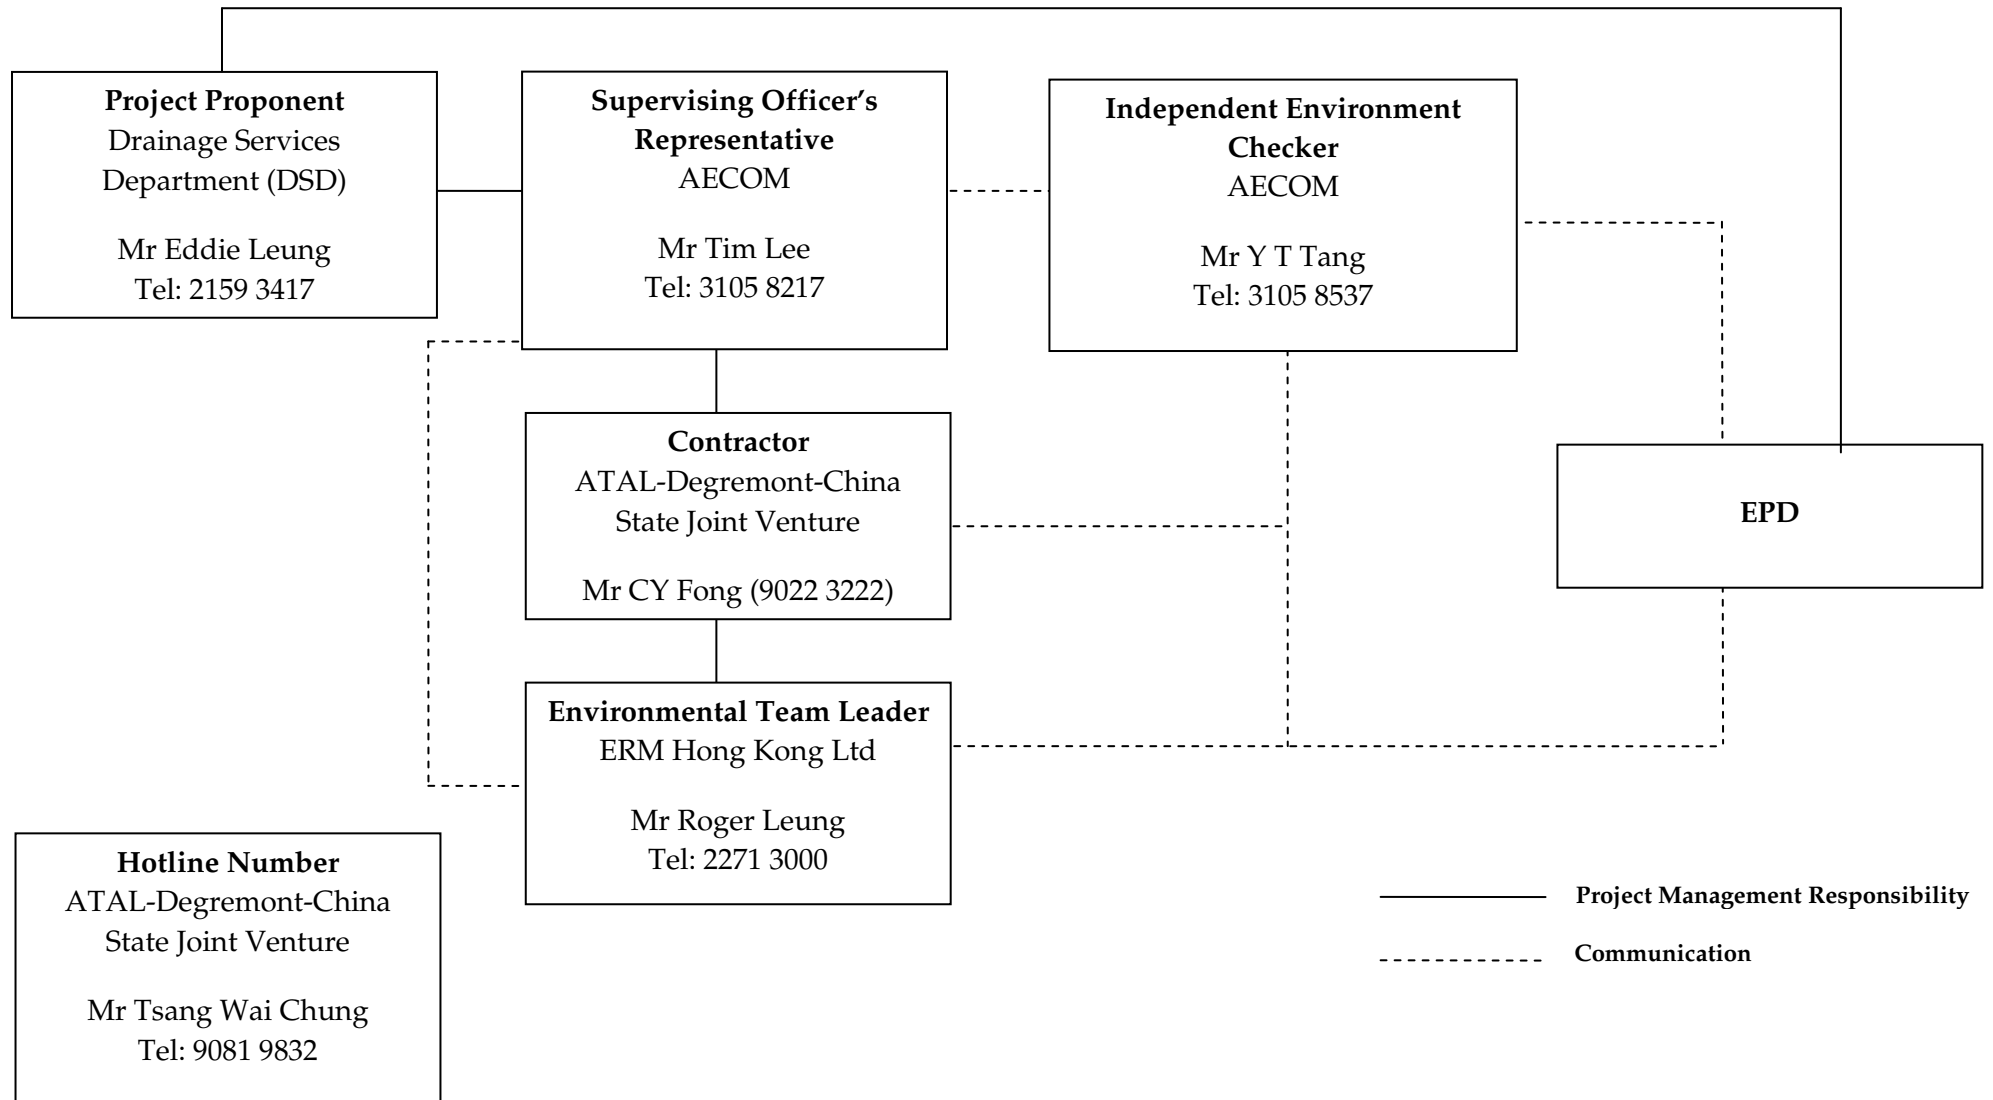 Project Proponent
Drainage Services
Department (DSD)
Mr Eddie Leung
Tel: 2159 3417
Supervising Officer’s
Representative
AECOM
Mr Tim Lee
Tel: 3105 8217
Independent Environment
Checker
AECOM
Mr Y T Tang
Tel: 3105 8537
Contractor
ATAL-Degremont-China
State Joint Venture
Mr CY Fong (9022 3222)
EPD
Environmental Team Leader
ERM Hong Kong Ltd
Mr Roger Leung
Tel: 2271 3000
Hotline Number
ATAL-Degremont-China
State Joint Venture
Mr Tsang Wai Chung
Tel: 9081 9832
Project Management Responsibility
Communication